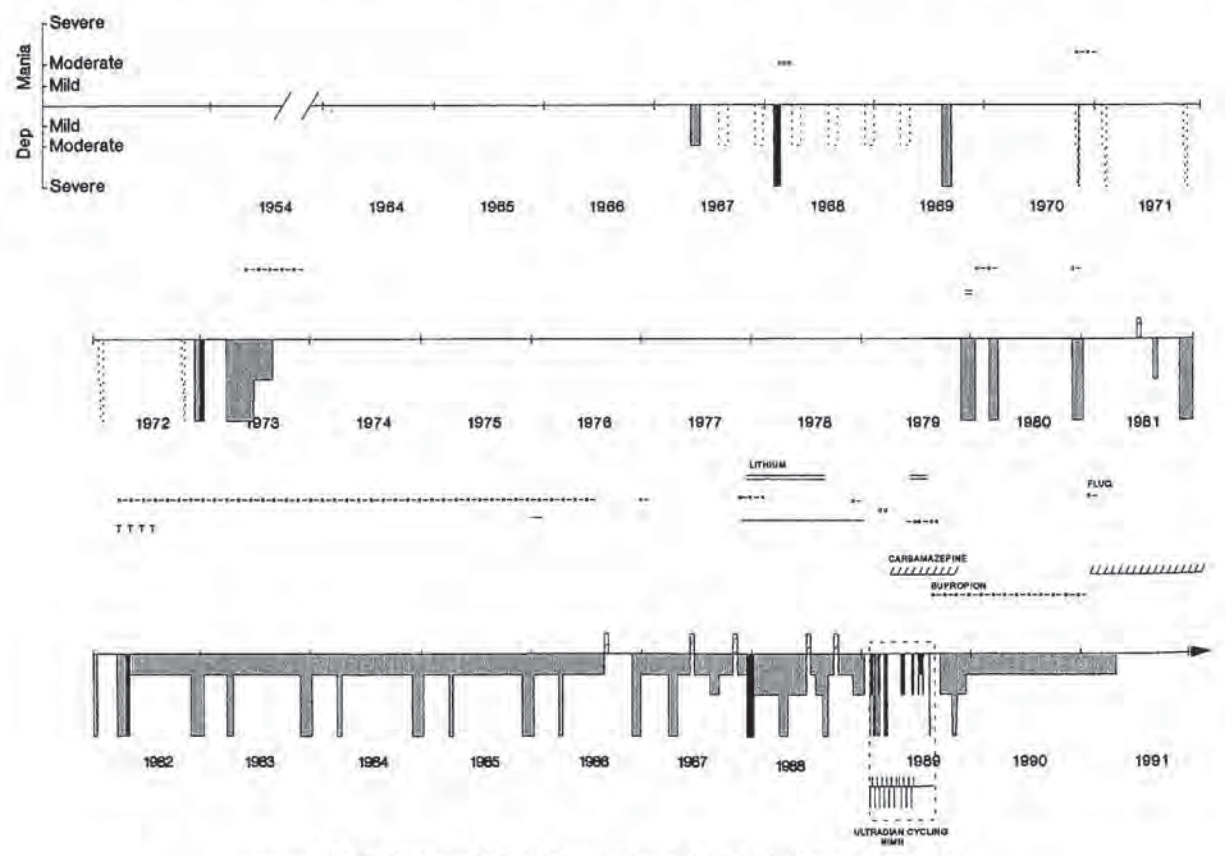 Severe
Mania
Moderate
Mild
Dep
Mild
Moderate
Severe
1954 1964 1965 1966 1967 1968 1969 1970 1971
1972 1973 1974 1975 1976 1977 1978 1979 1980 1981
LITHIUM
FLUO.
T T T T
CARBAMAZEPINE
BUPROPION
1982 1983 1984 1985 1986 1987 1988 1989 1990 1991
ULTRADIAN CYCLING
NIMH